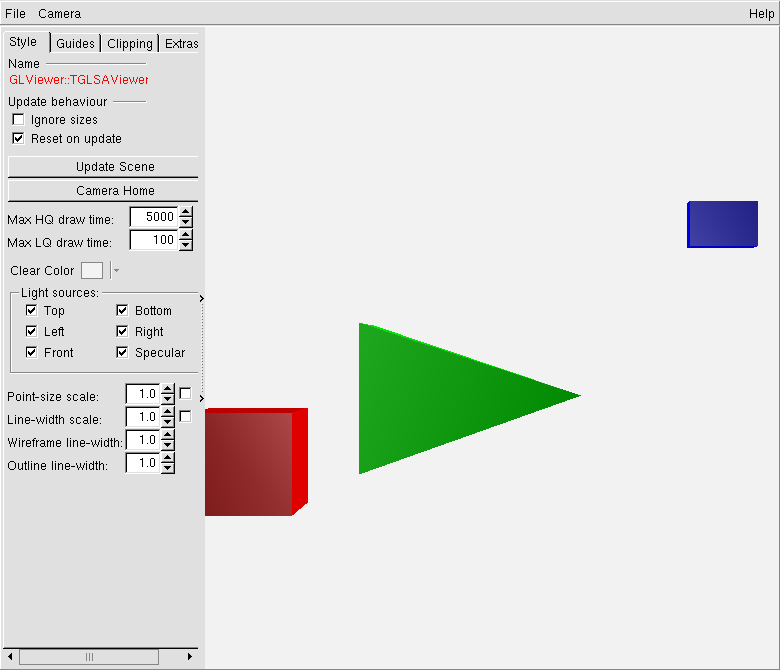 File Camera Help
Style Guides Clipping Extras
Name
GLViewer::TGLSAViewer
Update behaviour
Ignore sizes
Reset on update
Update Scene
Camera Home
Max HQ draw time: 5000
Max LQ draw time: 100
Clear Color
Light sources:
Top Bottom
Left Right
Front Specular
Point-size scale: 1.0
Line-width scale: 1.0
Wireframe line-width: 1.0
Outline line-width: 1.0